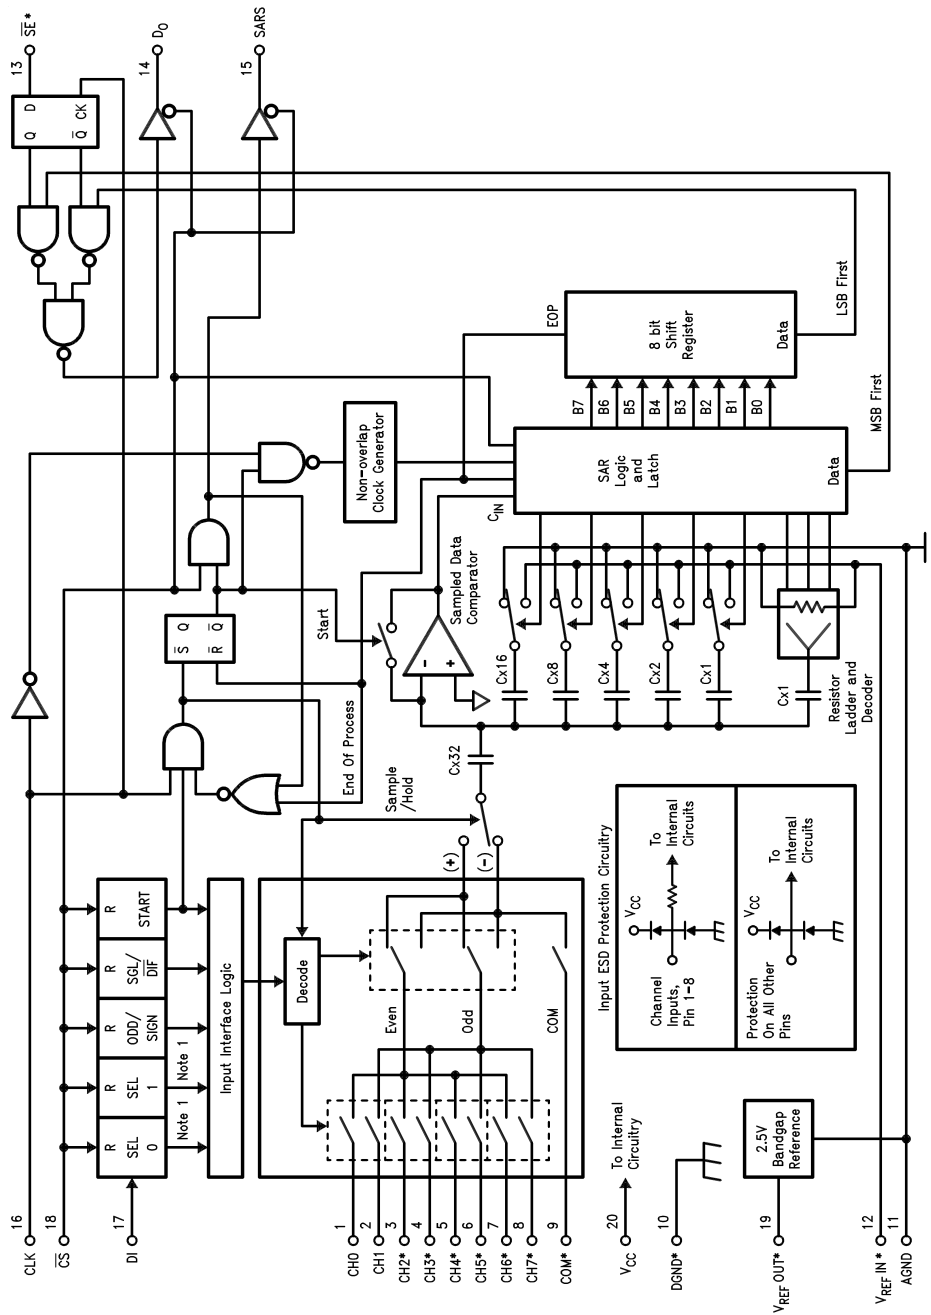 SE*
13
D
Q
Q
CK
DO
14
SARS
15
EOP
8 bit
Shift
Register
Data
LSB First
MSB First
B7
B6
B5
B4
B3
B2
B1
B0
Non-overlap
Clock Generator
CIN
SAR
Logic
and
Latch
Data
S
Q
R
Q
Start
Sampled Data
Comparator
-
+
End Of Process
Cx16
Cx8
Cx4
Cx2
Cx1
Cx1
Resistor
Ladder and
Decoder
Cx32
Sample
/Hold
(+)
(-)
R
START
R
SGL/
DIF
R
ODD/
SIGN
R
SEL
1
R
SEL
0
Note 1
Note 1
Input Interface Logic
Decode
Even
Odd
COM
Input ESD Protection Circuitry
VCC
To
Internal
Circuits
Channel
Inputs,
Pin 1-8
VCC
To
Internal
Circuits
Protection
On All Other
Pins
2.5V
Bandgap
Reference
To Internal
Circuitry
16
CLK
18
CS
17
DI
1
CH0
2
CH1
3
CH2*
4
CH3*
5
CH4*
6
CH5*
7
CH6*
8
CH7*
9
COM*
20
VCC
10
DGND*
19
VREF OUT*
12
VREF IN*
11
AGND